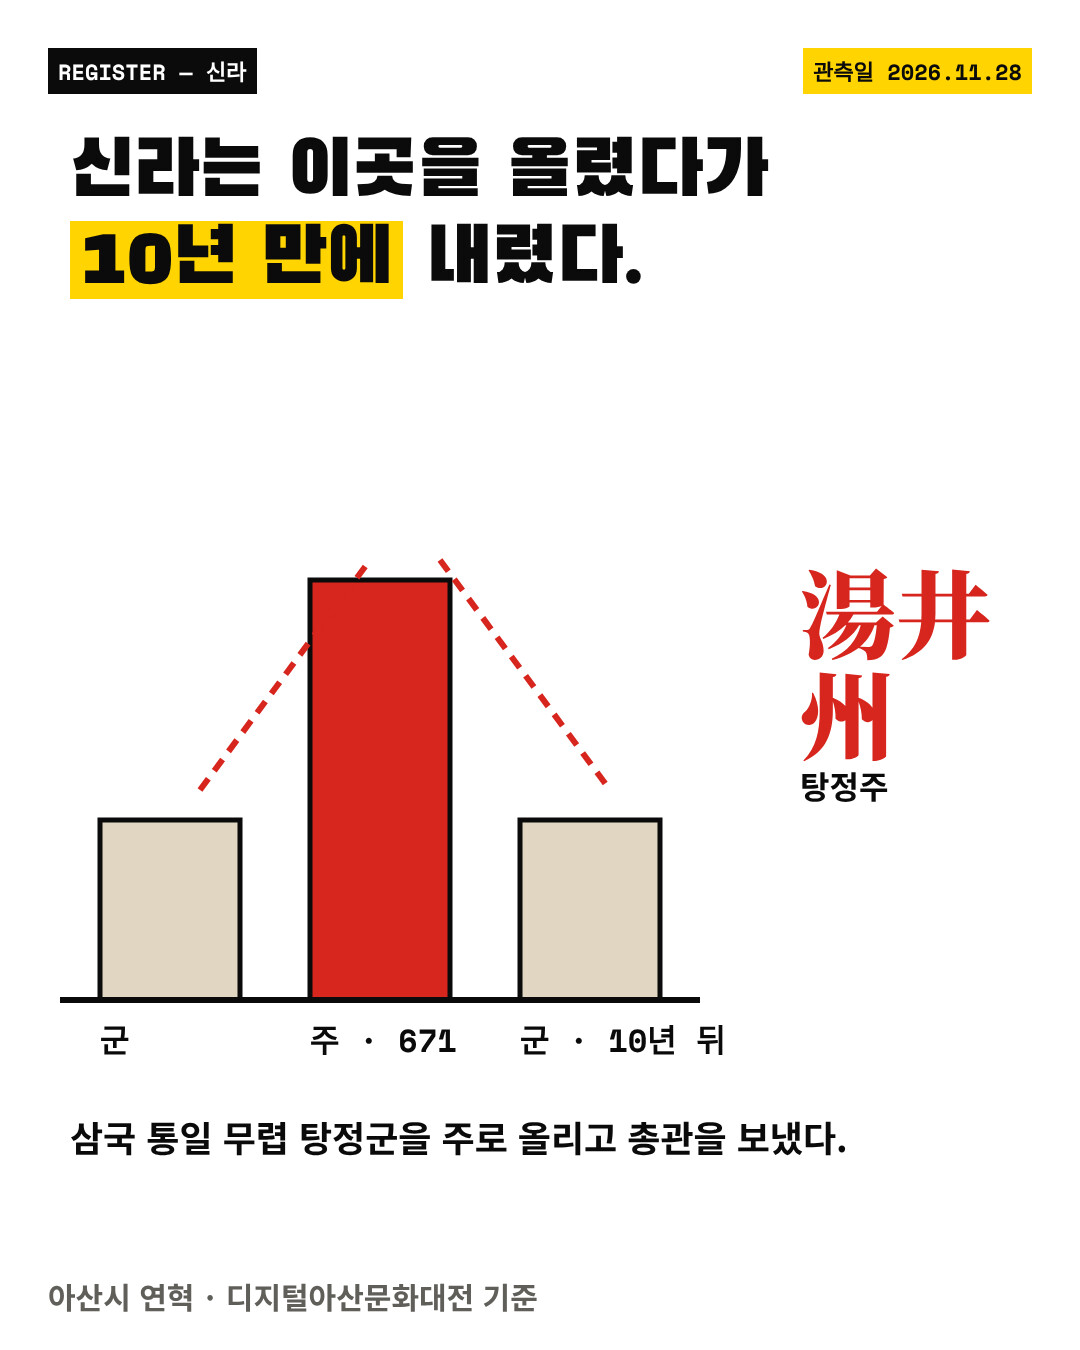 REGISTER — 신라
관측일 2026.11.28
신라는 이곳을 올렸다가
10년 만에 내렸다.
湯井
州
탕정주
군
주 · 671
군 · 10년 뒤
삼국 통일 무렵 탕정군을 주로 올리고 총관을 보냈다.
아산시 연혁 · 디지털아산문화대전 기준